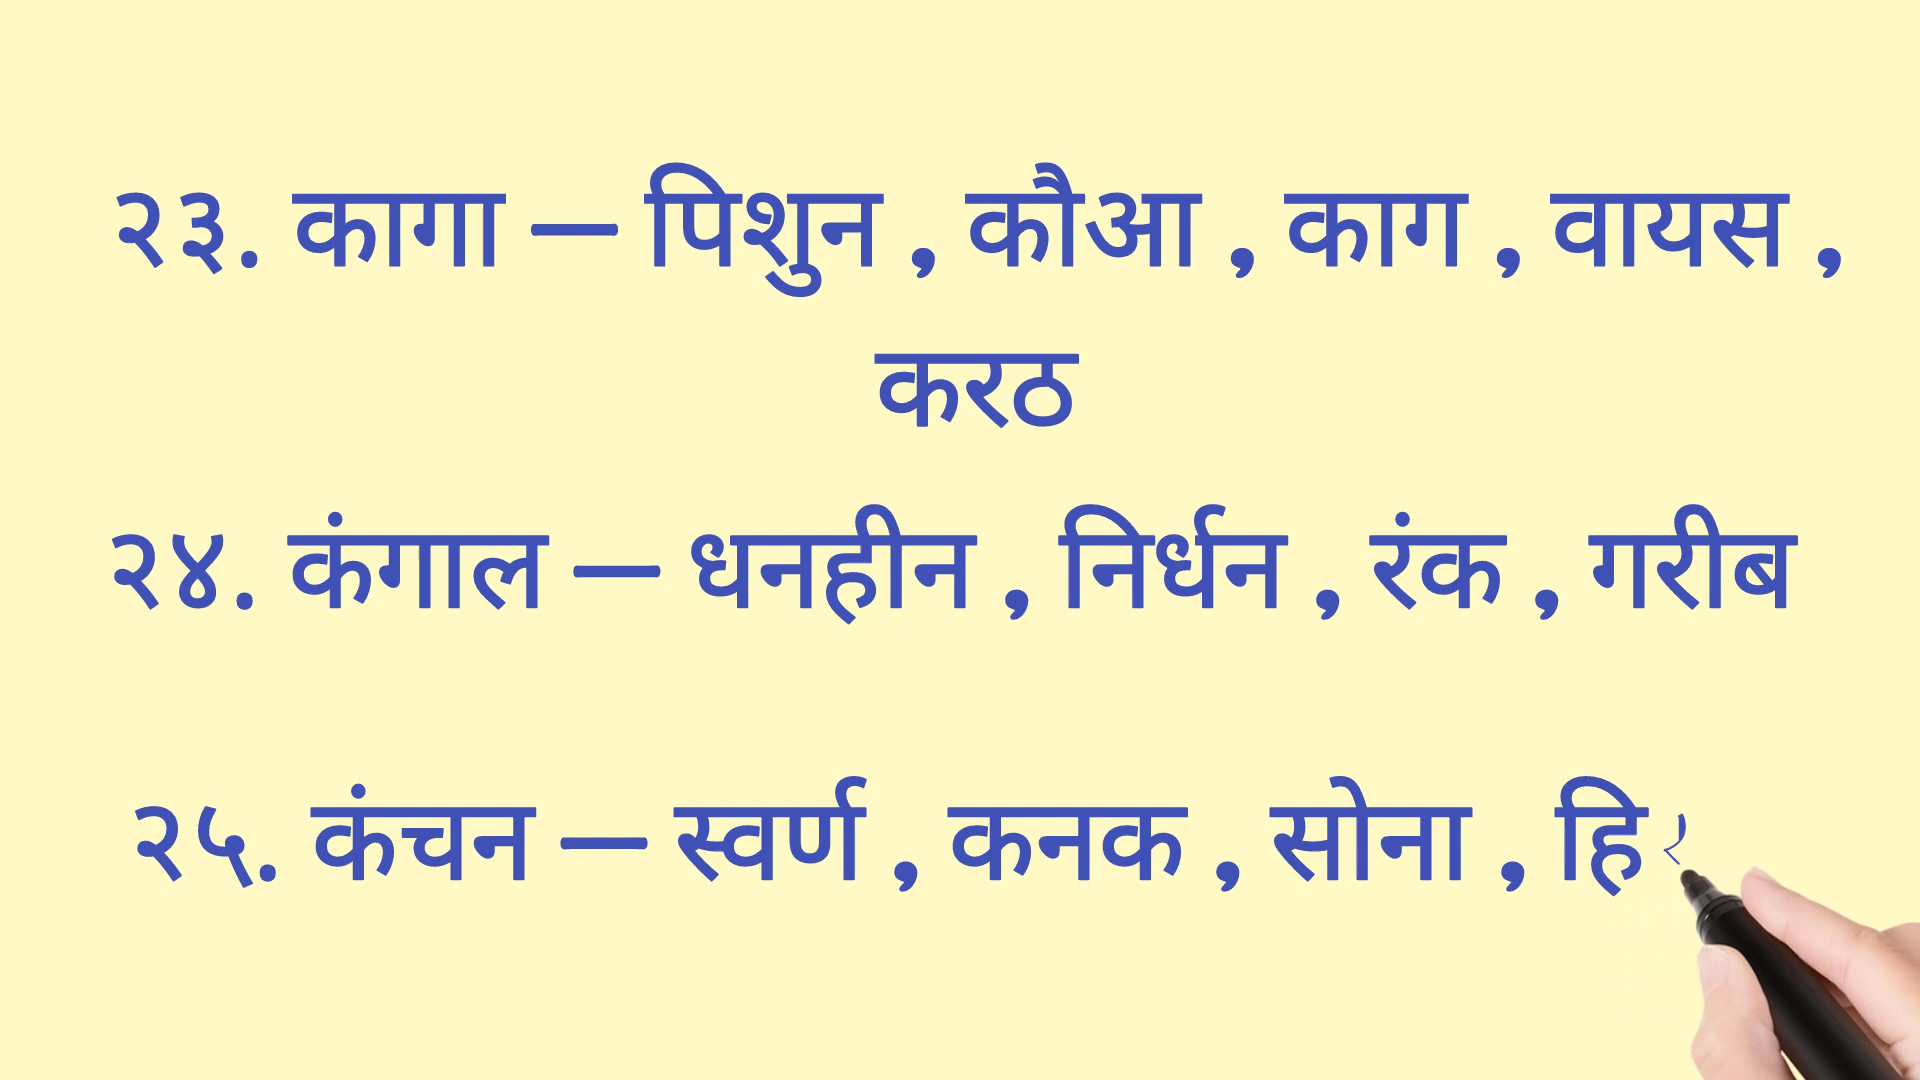 २३. कागा – पिशुन , कौआ , काग , वायस ,
करठ
२४. कंगाल – धनहीन , निर्धन , रंक , गरीब
२५. कंचन – स्वर्ण , कनक , सोना ,